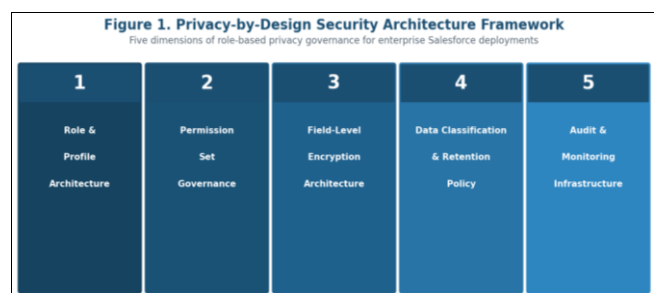 Figure 1. Privacy-by-Design Security Architecture Framework
Five dimensions of role-based privacy governance for enterprise Salesforce deployments
1
Role &
Profile
Architecture
2
Permission
Set
Governance
3
Field-Level
Encryption
Architecture
4
Data Classification
& Retention
Policy
5
Audit &
Monitoring
Infrastructure